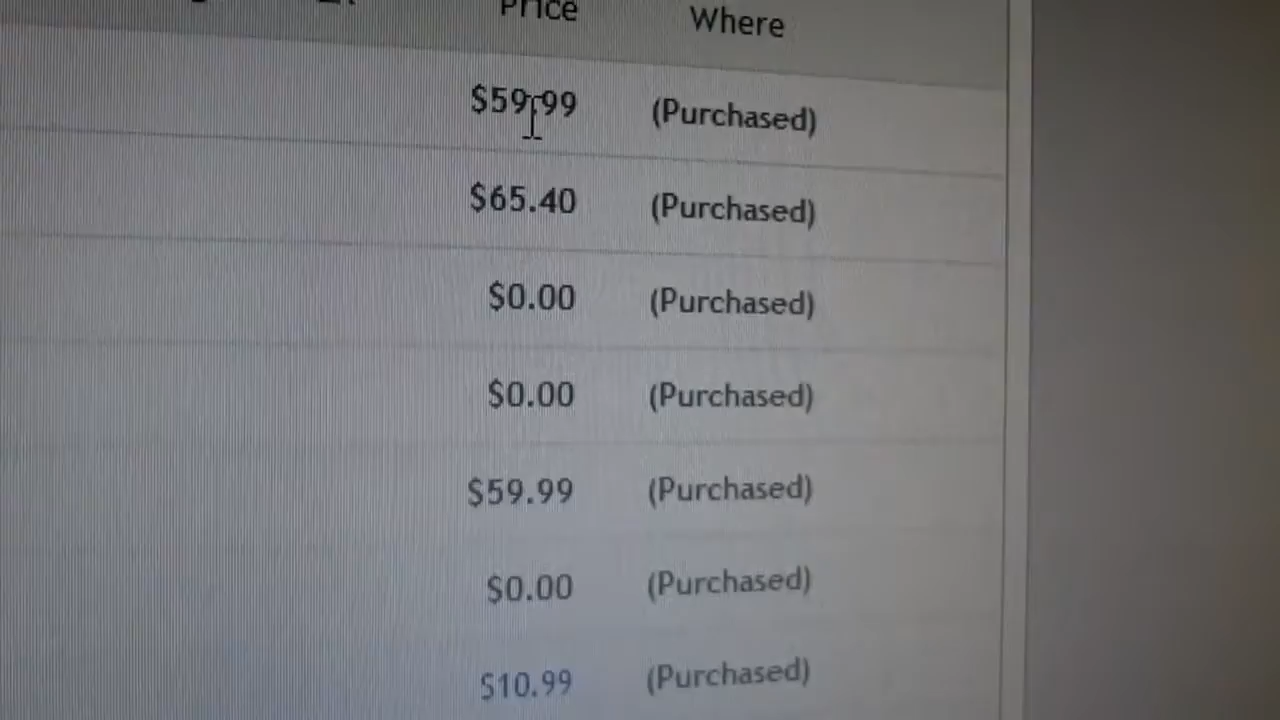 Price Where
$59.99 (Purchased)
$65.40 (Purchased)
$0.00 (Purchased)
$0.00 (Purchased)
$59.99 (Purchased)
$0.00 (Purchased)
$10.99 (Purchased)